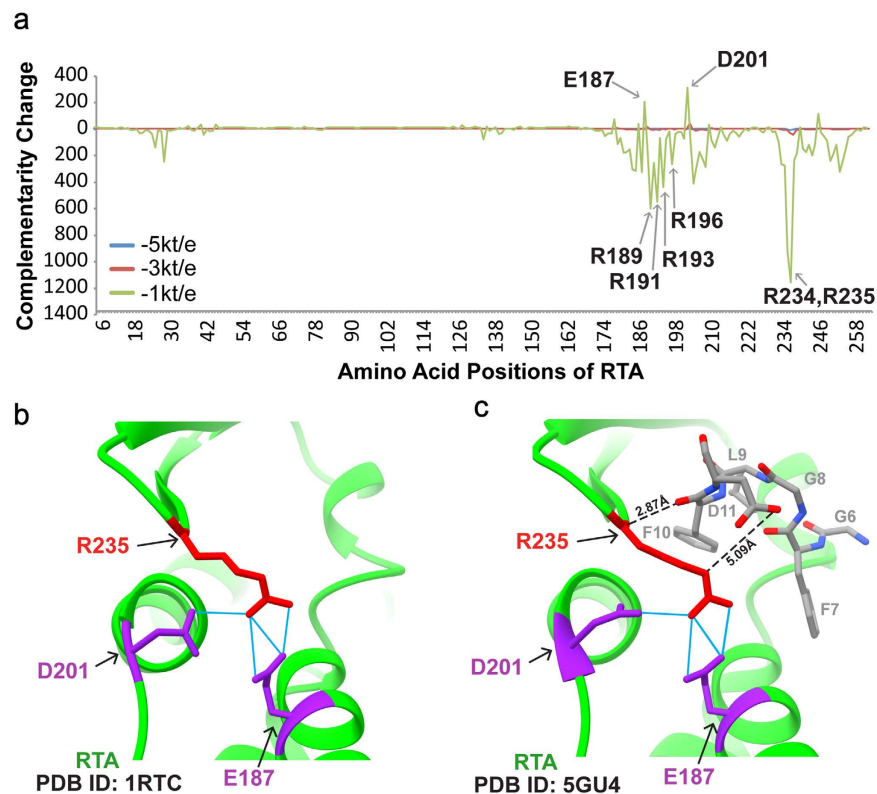 a
Complementarity Change
400
200
0
200
400
600
800
1000
1200
1400
E187
D201
R196
R189
R193
R191
R234,R235
-5kt/e
-3kt/e
-1kt/e
6 18 30 42 54 66 78 90 102 114 126 138 150 162 174 186 198 210 222 234 246 258
Amino Acid Positions of RTA
b
R235
D201
RTA
E187
PDB ID: 1RTC
c
L9
G8
2.87Å
D11
G6
R235
F10
5.09Å
F7
D201
RTA
E187
PDB ID: 5GU4